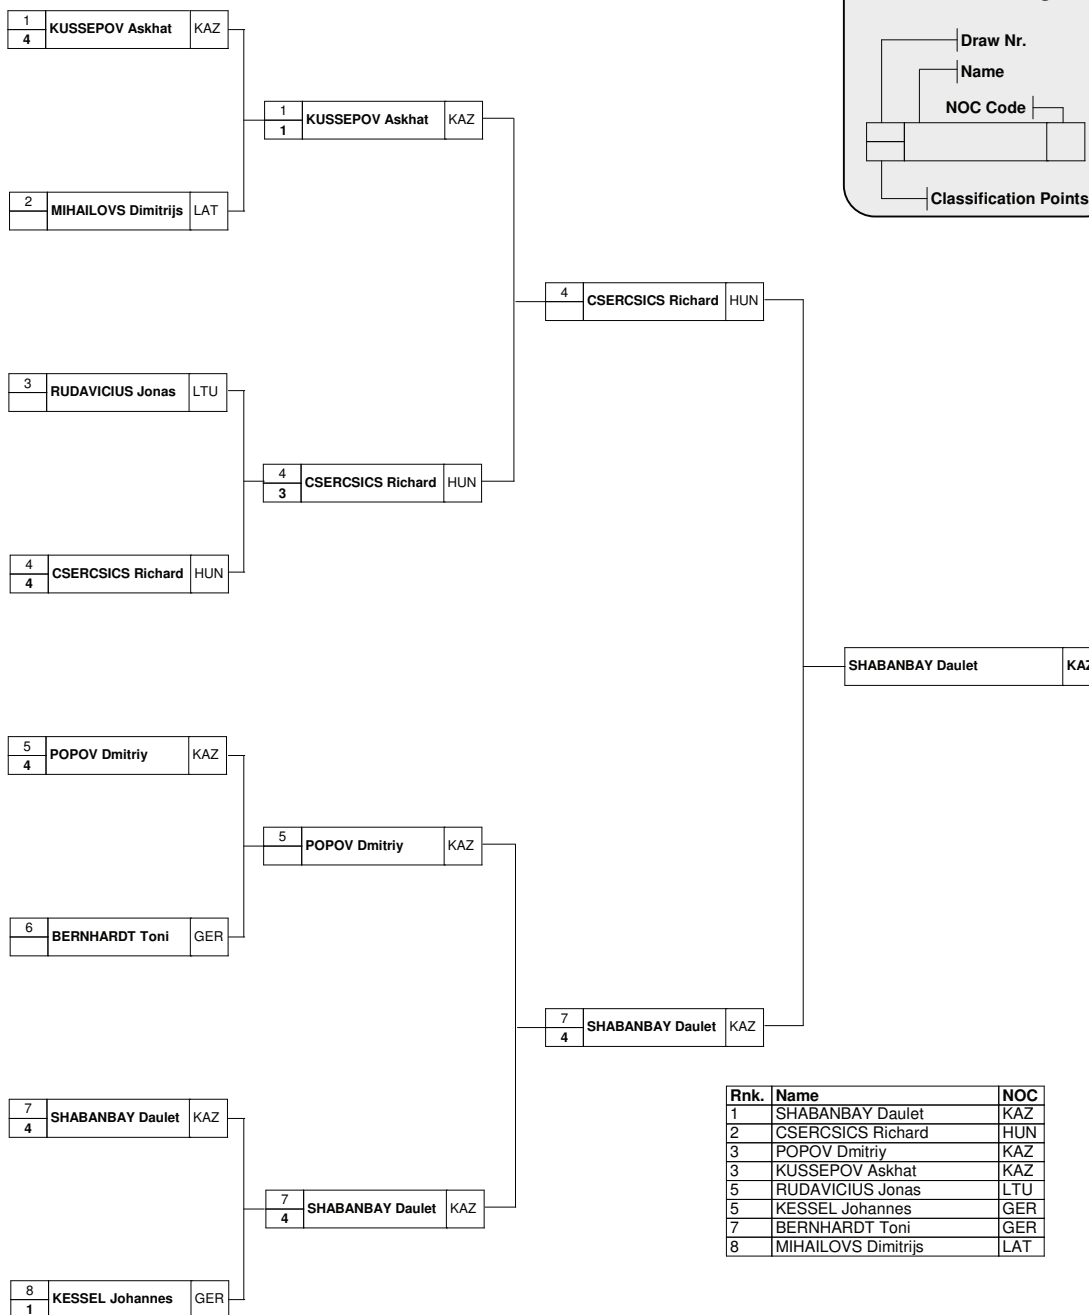 1
4
KUSSEPOV Askhat KAZ
Draw Nr.
Name
NOC Code
Classification Points
1
1
KUSSEPOV Askhat KAZ
2
MIHAILOVS Dimitrijs LAT
4
CSERCSICS Richard HUN
3
RUDAVICIUS Jonas LTU
4
3
CSERCSICS Richard HUN
4
4
CSERCSICS Richard HUN
SHABANBAY Daulet
5
4
POPOV Dmitriy KAZ
5
POPOV Dmitriy KAZ
6
BERNHARDT Toni GER
7
4
SHABANBAY Daulet KAZ
7
4
SHABANBAY Daulet KAZ
7
4
SHABANBAY Daulet KAZ
8
1
KESSEL Johannes GER
Rnk. Name NOC
1 SHABANBAY Daulet KAZ
2 CSERCSICS Richard HUN
3 POPOV Dmitriy KAZ
3 KUSSEPOV Askhat KAZ
5 RUDAVICIUS Jonas LTU
5 KESSEL Johannes GER
7 BERNHARDT Toni GER
8 MIHAILOVS Dimitrijs LAT